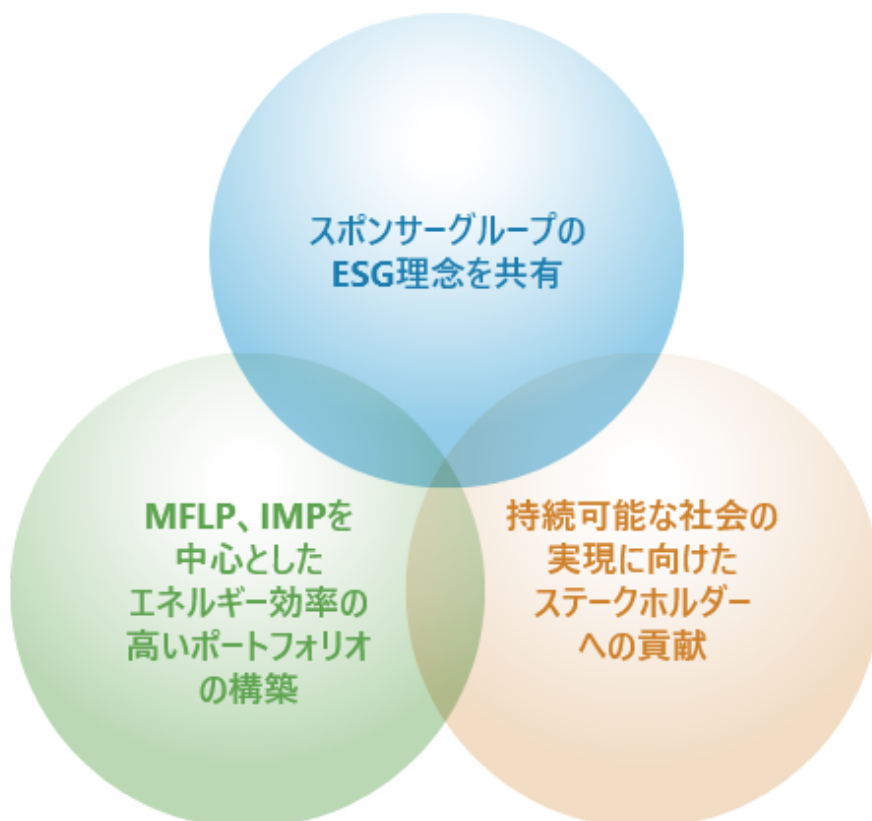 スポンサーグループの
ESG理念を共有
MFLP、IMPを
中心とした
エネルギー効率の
高いポートフォリオ
の構築
持続可能な社会の
実現に向けた
ステークホルダー
への貢献